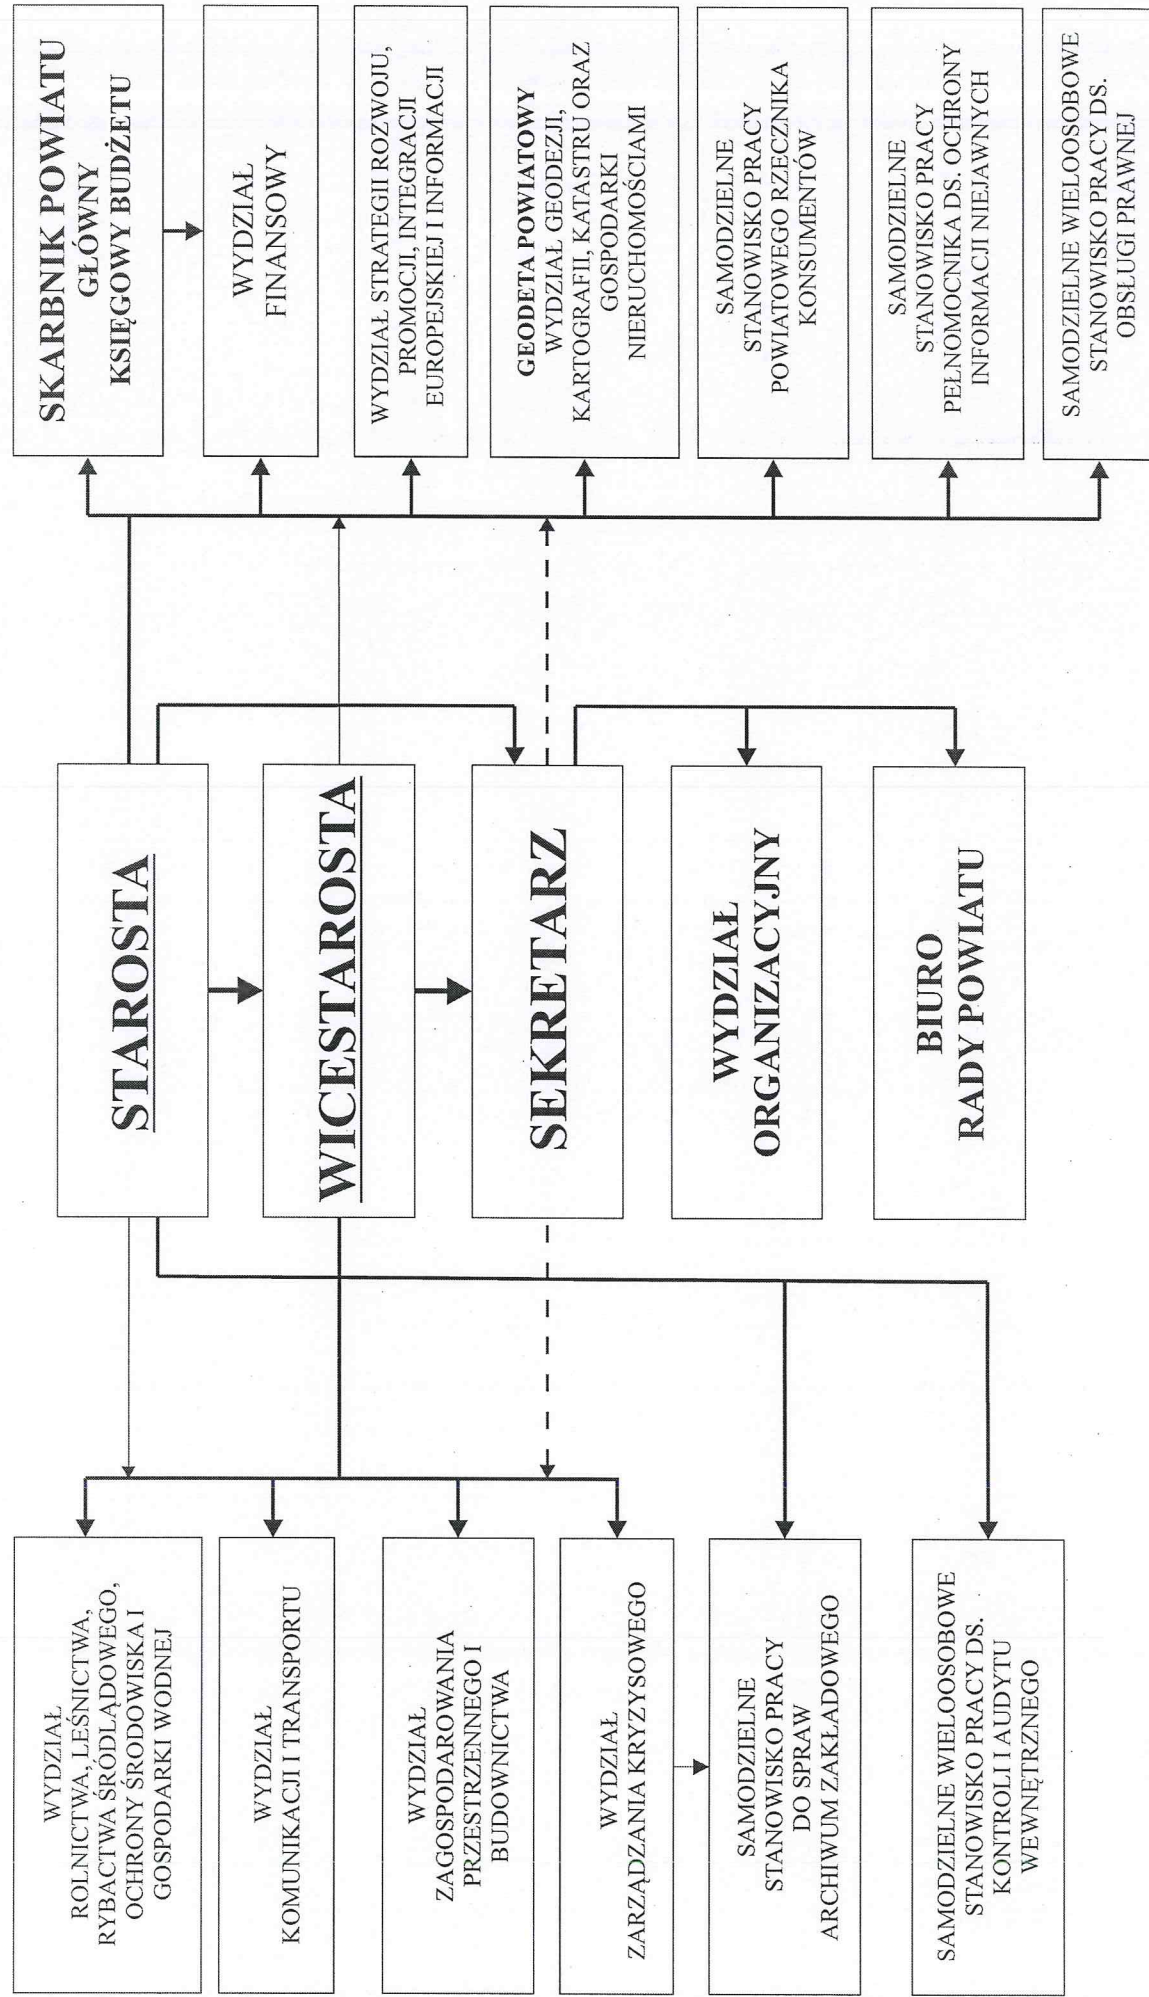 WYDZIAŁ
ROLNICTWA, LEŚNICTWA,
RYBACTWA ŚRÓDLĄDOWEGO,
OCHRONY ŚRODOWISKA I
GOSPODARKI WODNEJ
WYDZIAŁ
KOMUNIKACJI I TRANSPORTU
WYDZIAŁ
ZAGOSPODAROWANIA
PRZESTRZENNEGO I
BUDOWNICTWA
WYDZIAŁ
ZARZĄDZANIA KRYZYSOWEGO
SAMODZIELNE
STANOWISKO PRACY
DO SPRAW
ARCHIWUM ZAKŁADOWEGO
SAMODZIELNE WIELOOSOBOWE
STANOWISKO PRACY DS.
KONTROLI I AUDYTU
WEWNĘTRZNEGO
STAROSTA
WICESTAROSTA
SEKRETARZ
WYDZIAŁ
ORGANIZACYJNY
BIURO
RADY POWIATU
SKARBNIK POWIATU
GŁÓWNY
KSIĘGOWY BUDŻETU
WYDZIAŁ
FINANSOWY
WYDZIAŁ STRATEGII ROZWOJU,
PROMOCJI, INTEGRACJI
EUROPEJSKIEJ I INFORMACJI
GEODETA POWIATOWY
WYDZIAŁ GEODEZJI,
KARTOGRAFII, KATASTRU ORAZ
GOSPODARKI
NIERUCHOMOŚCIAMI
SAMODZIELNE
STANOWISKO PRACY
POWIATOWEGO RZECZNIKA
KONSUMENTÓW
SAMODZIELNE
STANOWISKO PRACY
PEŁNOMOCNIKA DS. OCHRONY
INFORMACJI NIEJAWNYCH
SAMODZIELNE WIELOOSOBOWE
STANOWISKO PRACY DS.
OBSŁUGI PRAWNEJ